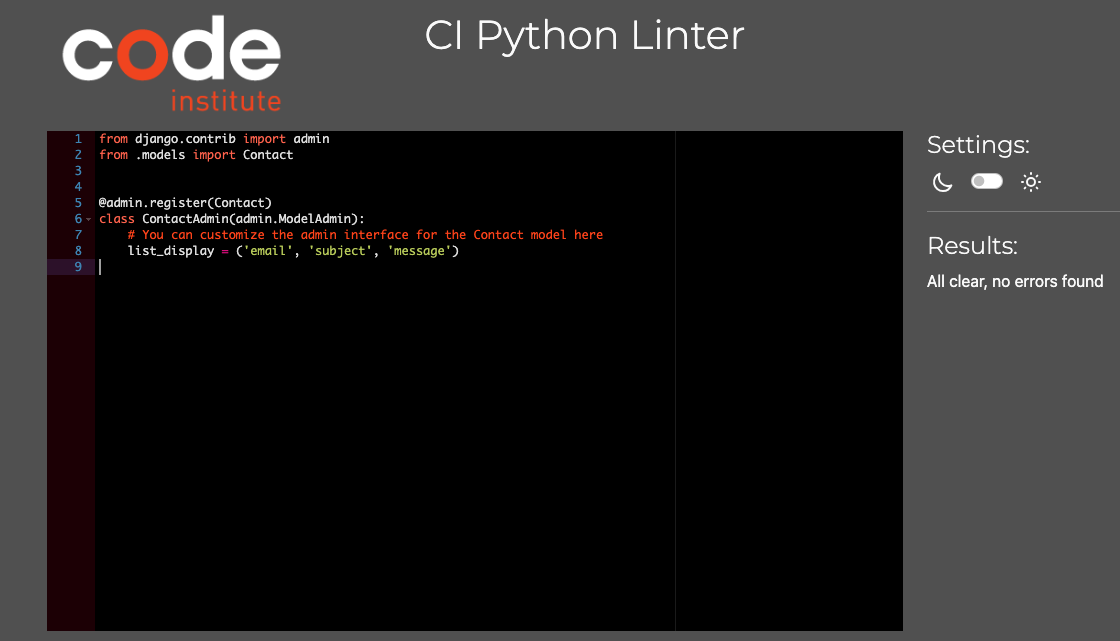 code
institute
CI Python Linter
1 from django.contrib import admin
2 from .models import Contact
3
4
5 @admin.register(Contact)
6 class ContactAdmin(admin.ModelAdmin):
7     # You can customize the admin interface for the Contact model here
8     list_display = ('email', 'subject', 'message')
9
Settings:
Results:
All clear, no errors found